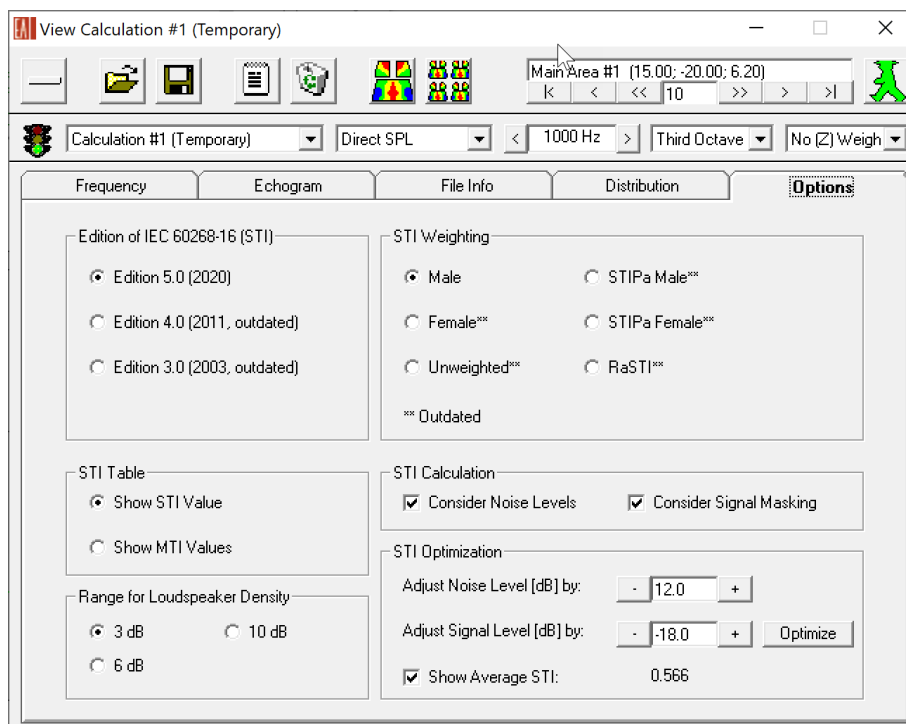 EAI View Calculation #1 (Temporary)
Main Area #1 (15.00; -20.00; 6.20)
|< < << 10 >> > >|
Calculation #1 (Temporary) Direct SPL < 1000 Hz > Third Octave No (Z) Weigh
Frequency Echogram File Info Distribution Options
Edition of IEC 60268-16 (STI)
Edition 5.0 (2020)
Edition 4.0 (2011, outdated)
Edition 3.0 (2003, outdated)
STI Weighting
Male STIPa Male**
Female** STIPa Female**
Unweighted** RaSTI**
** Outdated
STI Table
Show STI Value
Show MTI Values
STI Calculation
Consider Noise Levels Consider Signal Masking
Range for Loudspeaker Density
3 dB 10 dB
6 dB
STI Optimization
Adjust Noise Level [dB] by: - 12.0 +
Adjust Signal Level [dB] by: - -18.0 + Optimize
Show Average STI: 0.566